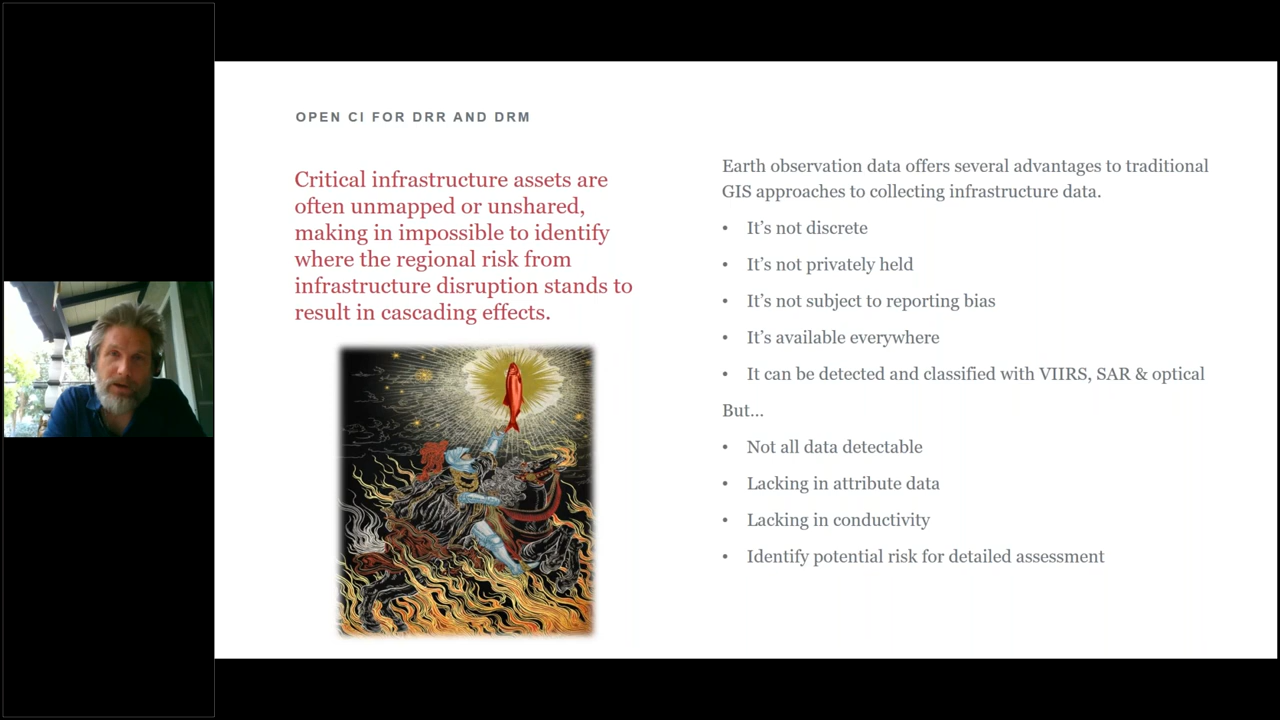 OPEN CI FOR DRR AND DRM
Critical infrastructure assets are
often unmapped or unshared,
making in impossible to identify
where the regional risk from
infrastructure disruption stands to
result in cascading effects.
Earth observation data offers several advantages to traditional
GIS approaches to collecting infrastructure data.
• It’s not discrete
• It’s not privately held
• It’s not subject to reporting bias
• It’s available everywhere
• It can be detected and classified with VIIRS, SAR & optical
But…
• Not all data detectable
• Lacking in attribute data
• Lacking in conductivity
• Identify potential risk for detailed assessment